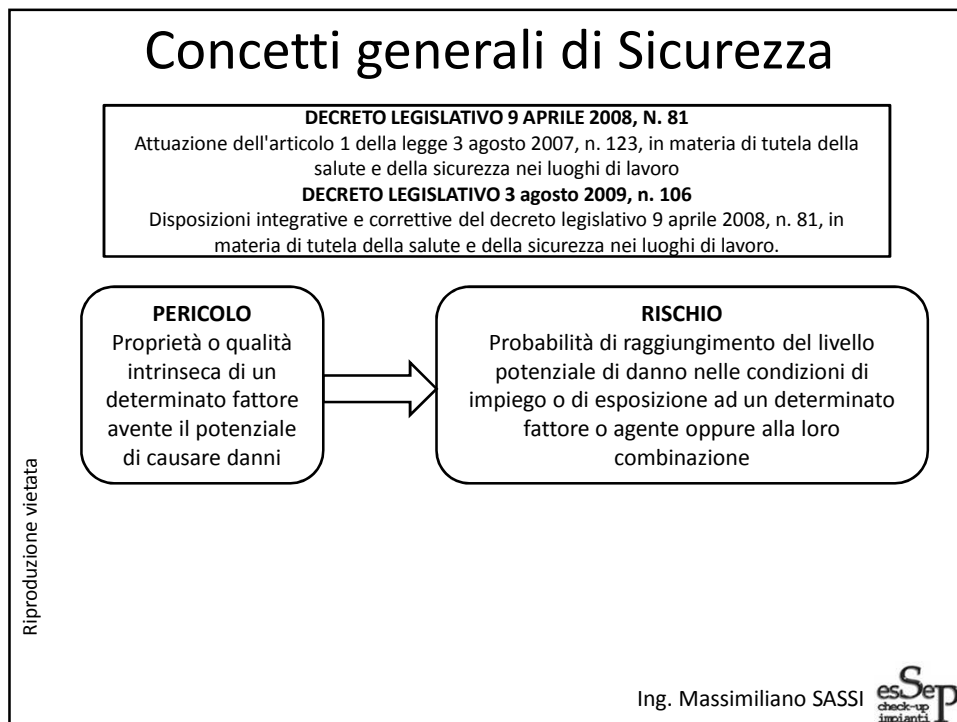 Concetti generali di Sicurezza
DECRETO LEGISLATIVO 9 APRILE 2008, N. 81
Attuazione dell'articolo 1 della legge 3 agosto 2007, n. 123, in materia di tutela della
salute e della sicurezza nei luoghi di lavoro
DECRETO LEGISLATIVO 3 agosto 2009, n. 106
Disposizioni integrative e correttive del decreto legislativo 9 aprile 2008, n. 81, in
materia di tutela della salute e della sicurezza nei luoghi di lavoro.
PERICOLO
Proprietà o qualità
intrinseca di un
determinato fattore
avente il potenziale
di causare danni
RISCHIO
Probabilità di raggiungimento del livello
potenziale di danno nelle condizioni di
impiego o di esposizione ad un determinato
fattore o agente oppure alla loro
combinazione
Riproduzione vietata
Ing. Massimiliano SASSI
esSep
check-up
impianti